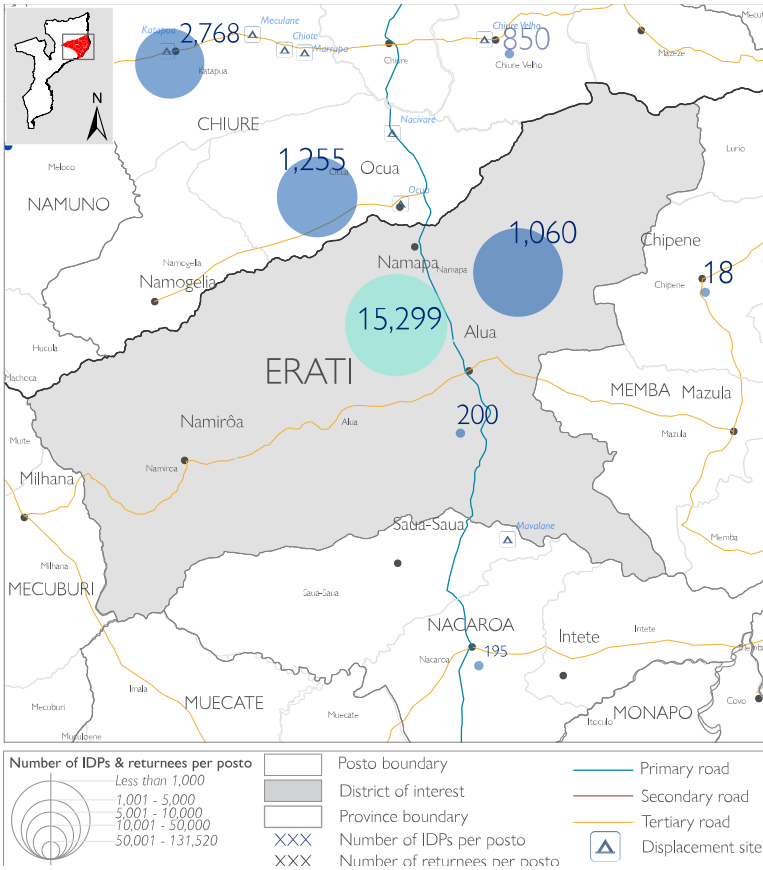 Katapua
2,768
Meculane
Chiote
Marrapa
Katapua
Chiure
Chiure Velho
850
Chiure Velho
Mazeze
N
CHIURE
Nacivare
Lurio
Meloco
NAMUNO
1,255
Ocua
Ocua
Ocua
1,060
Chipene
Namapa
Namapa
Namogelia
Namogelia
Chipene
18
15,299
Alua
Hucula
Machoca
ERATI
MEMBA
Mazula
Namirôa
Alua
200
Mazula
Muite
Milhana
Namiroa
Saua-Saua
Mavalane
Memba
Milhana
MECUBURI
Saua-Saua
NACAROA
Intete
Intete
Nacaroa
195
Imala
MUECATE
Mecuburi
Muecate
Itoculo
MONAPO
Covo
Number of IDPs & returnees per posto
Less than 1,000
1,001 - 5,000
5,001 - 10,000
10,001 - 50,000
50,001 - 131,520
Posto boundary
District of interest
Province boundary
XXX Number of IDPs per posto
XXX Number of returnees per posto
Primary road
Secondary road
Tertiary road
Displacement site